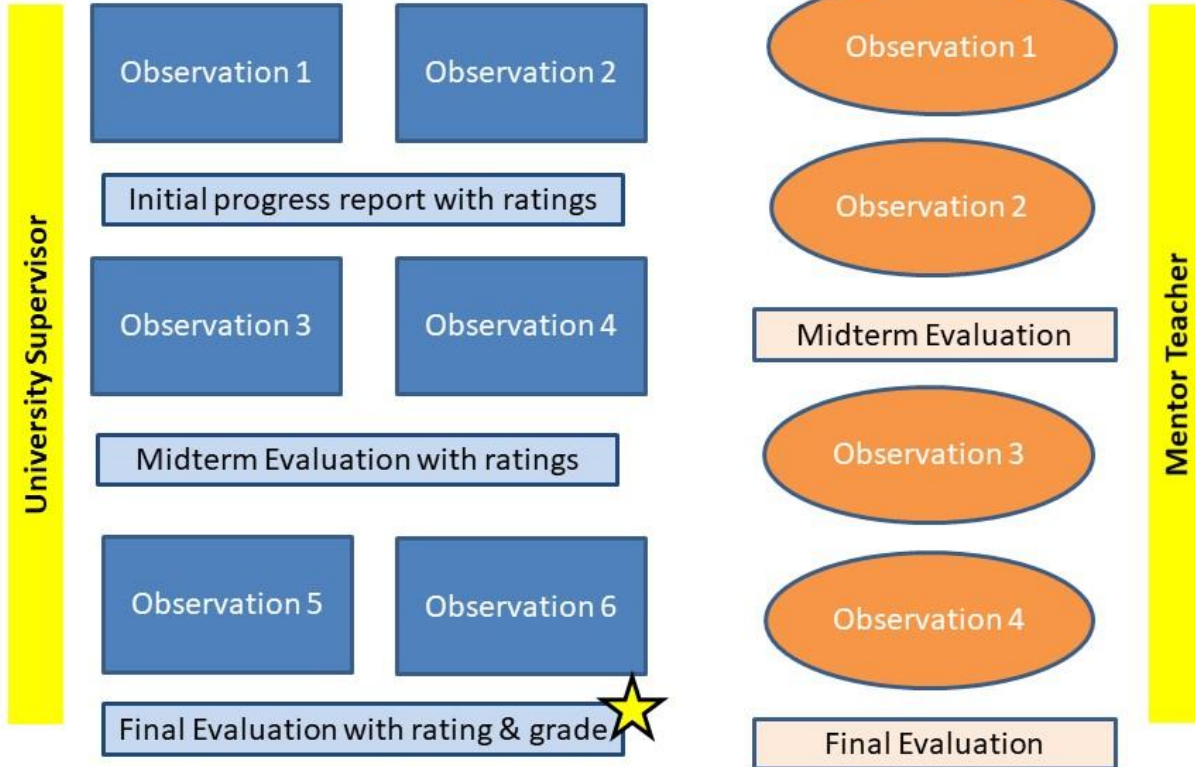 University Supervisor
Observation 1
Observation 2
Initial progress report with ratings
Observation 3
Observation 4
Midterm Evaluation with ratings
Observation 5
Observation 6
Final Evaluation with rating & grade
Observation 1
Observation 2
Midterm Evaluation
Observation 3
Observation 4
Final Evaluation
Mentor Teacher